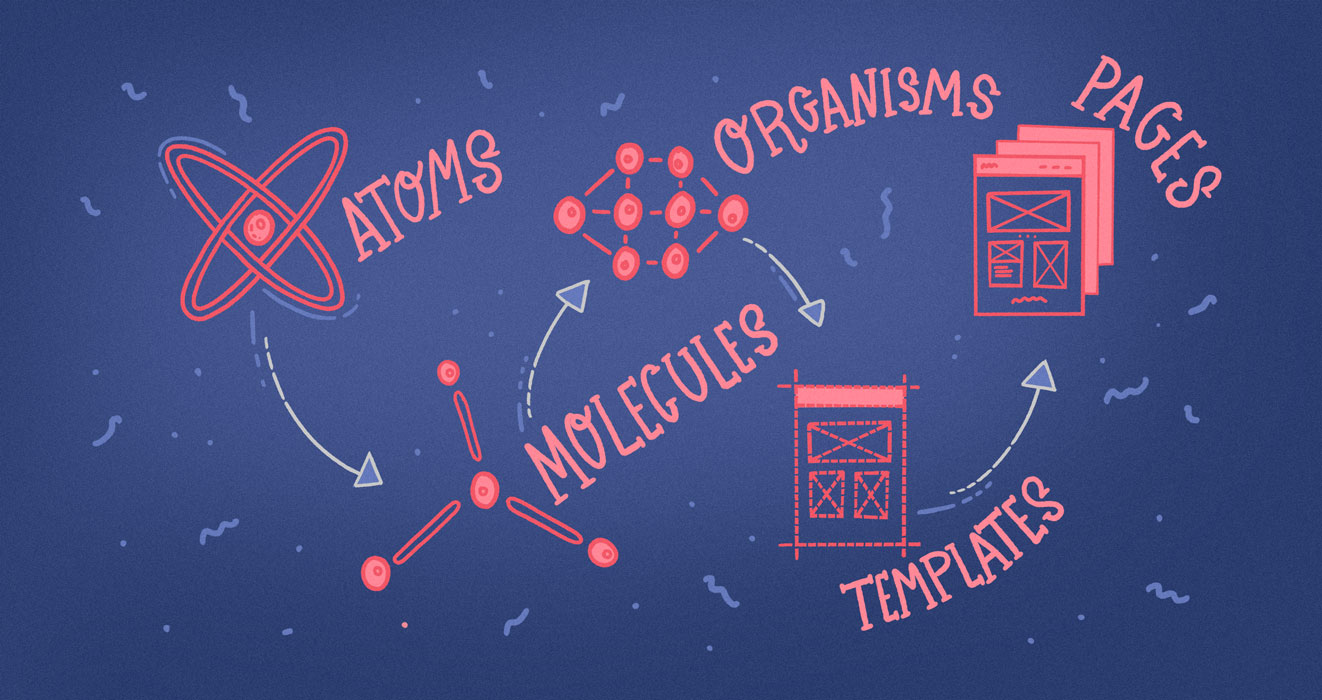 ATOMS
MOLECULES
ORGANISMS
TEMPLATES
PAGES